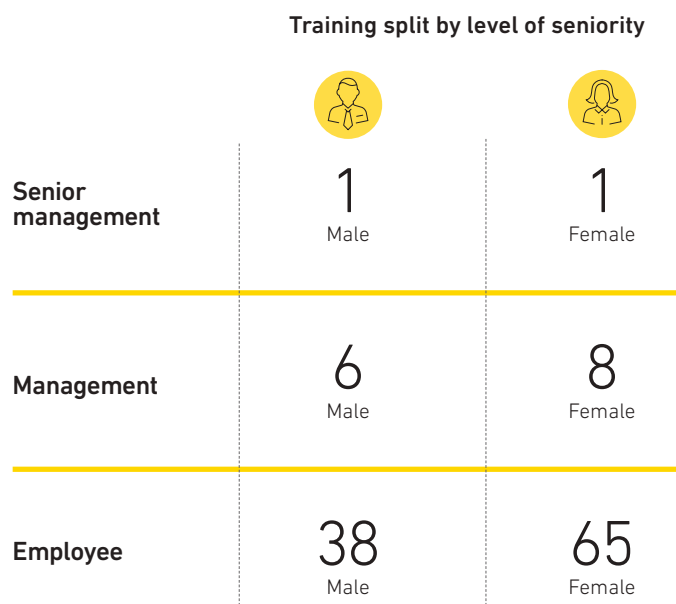 Training split by level of seniority
Senior
management
1
Male
1
Female
Management
6
Male
8
Female
Employee
38
Male
65
Female